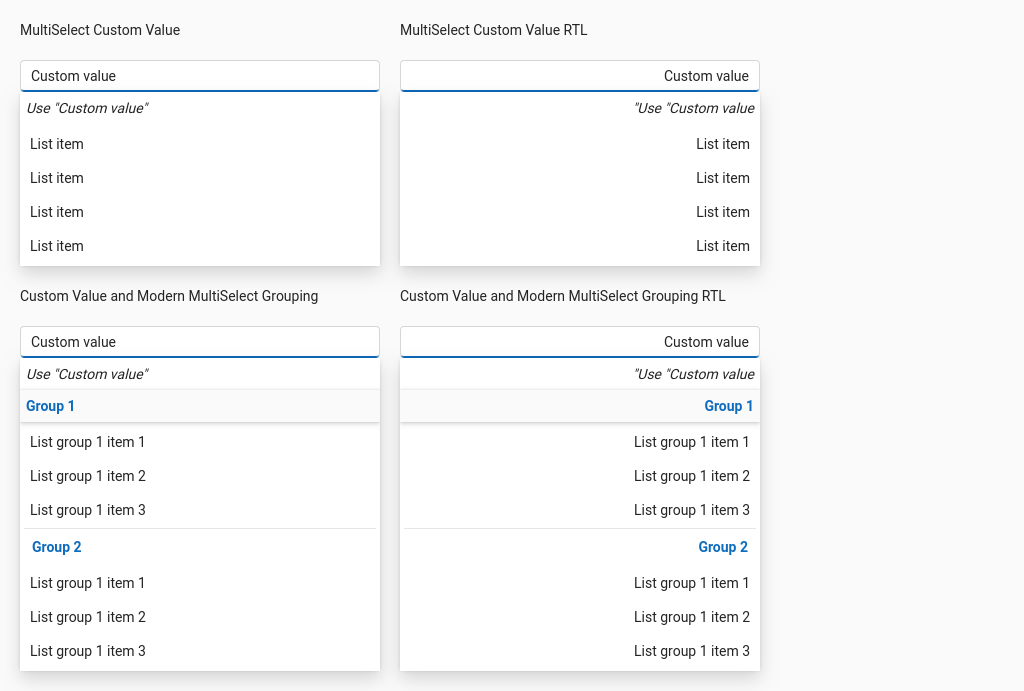 MultiSelect Custom Value
Custom value
Use "Custom value"
List item
List item
List item
List item
MultiSelect Custom Value RTL
Custom value
"Use "Custom value
List item
List item
List item
List item
Custom Value and Modern MultiSelect Grouping
Custom value
Use "Custom value"
Group 1
List group 1 item 1
List group 1 item 2
List group 1 item 3
Group 2
List group 1 item 1
List group 1 item 2
List group 1 item 3
Custom Value and Modern MultiSelect Grouping RTL
Custom value
"Use "Custom value
Group 1
List group 1 item 1
List group 1 item 2
List group 1 item 3
Group 2
List group 1 item 1
List group 1 item 2
List group 1 item 3